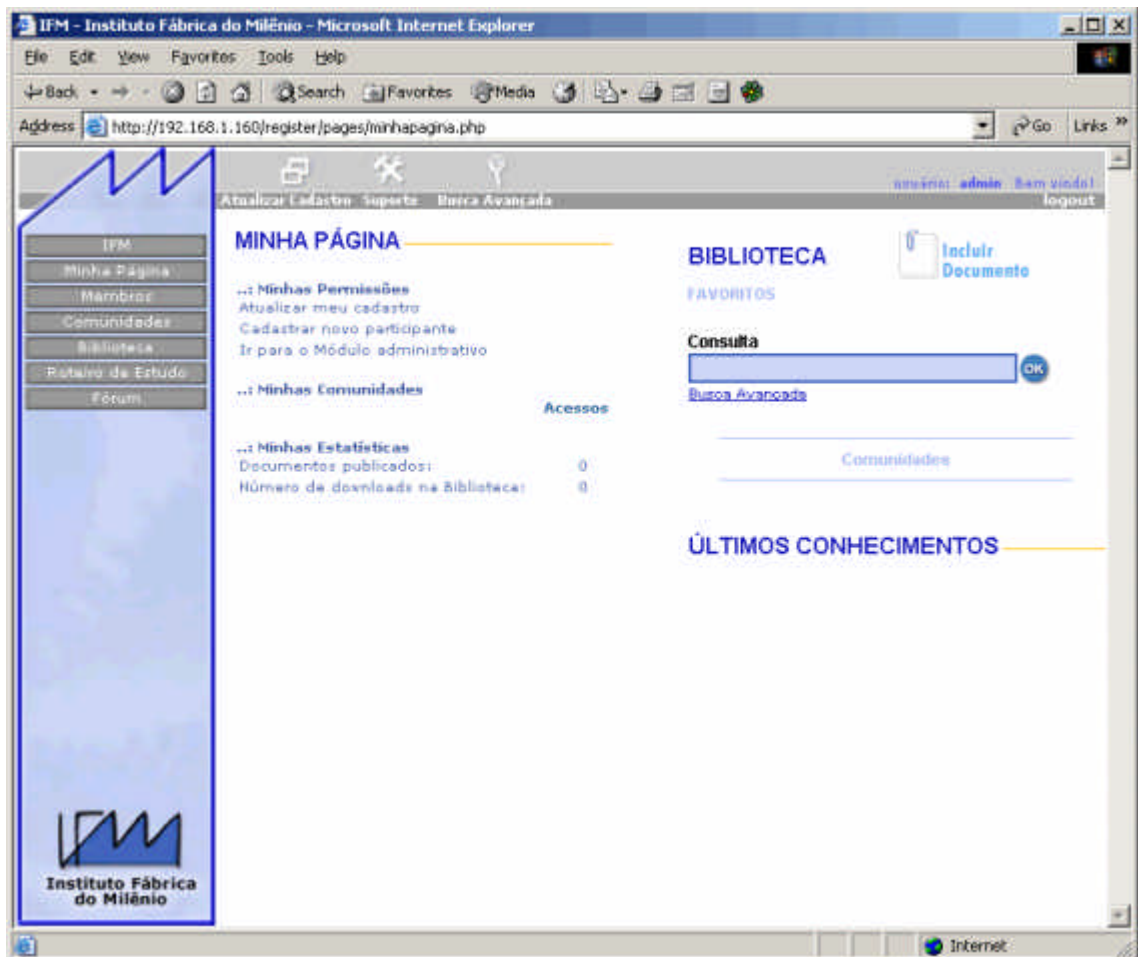 IFM - Instituto Fábrica do Milênio - Microsoft Internet Explorer
File Edit View Favorites Tools Help
Back Search Favorites Media
Address http://192.168.1.160/register/pages/minhapagina.php Go Links »
Atualizar Cadastro Suporte Busca Avançada
usuário: admin Bem vindo!
logout
IFM
Minha Página
Membros
Comunidades
Biblioteca
Roteiro de Estudo
Fórum
MINHA PÁGINA
..: Minhas Permissões
Atualizar meu cadastro
Cadastrar novo participante
Ir para o Módulo administrativo
..: Minhas Comunidades
Acessos
..: Minhas Estatísticas
Documentos publicados: 0
Número de downloads na Biblioteca: 0
BIBLIOTECA
Incluir
Documento
FAVORITOS
Consulta
OK
Busca Avançada
Comunidades
ÚLTIMOS CONHECIMENTOS
IFM
Instituto Fábrica
do Milênio
Internet